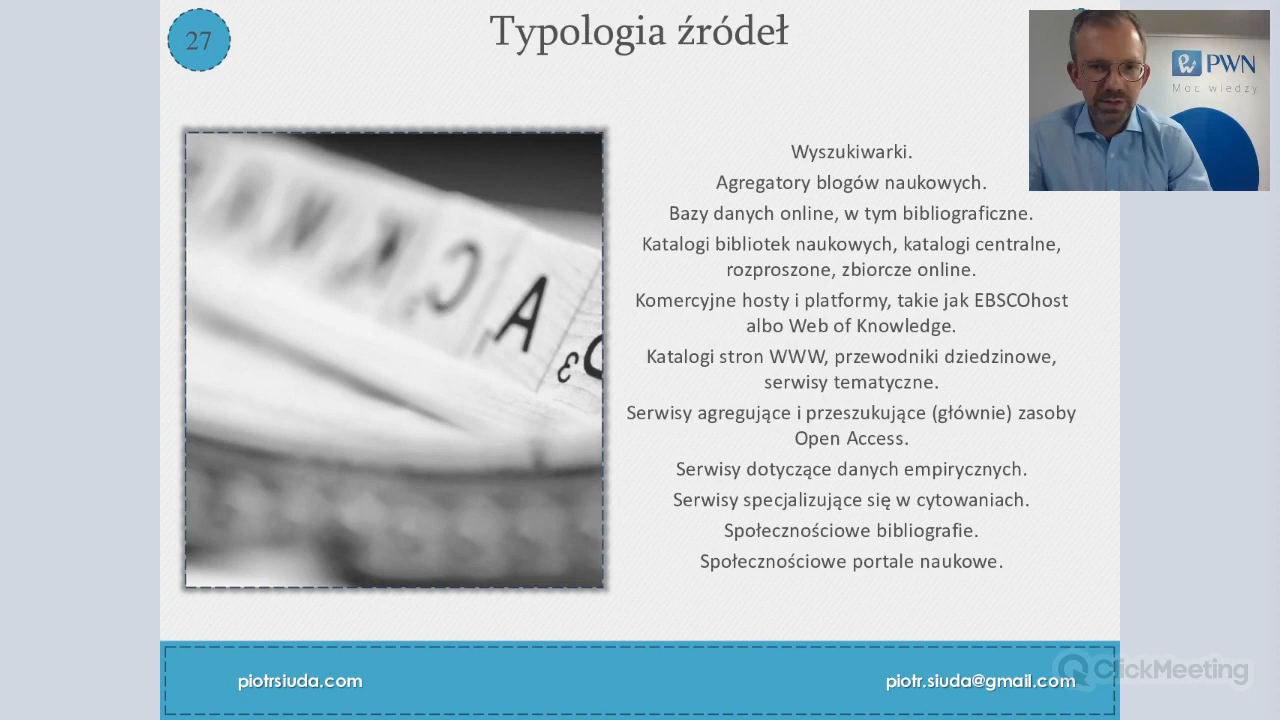 27
Typologia źródeł
PWN
Moc wiedzy
Wyszukiwarki.
Agregatory blogów naukowych.
Bazy danych online, w tym bibliograficzne.
Katalogi bibliotek naukowych, katalogi centralne,
rozproszone, zbiorcze online.
Komercyjne hosty i platformy, takie jak EBSCOhost
albo Web of Knowledge.
Katalogi stron WWW, przewodniki dziedzinowe,
serwisy tematyczne.
Serwisy agregujące i przeszukujące (głównie) zasoby
Open Access.
Serwisy dotyczące danych empirycznych.
Serwisy specjalizujące się w cytowaniach.
Społecznościowe bibliografie.
Społecznościowe portale naukowe.
K C A
3
piotrsiuda.com
piotr.siuda@gmail.com
ClickMeeting